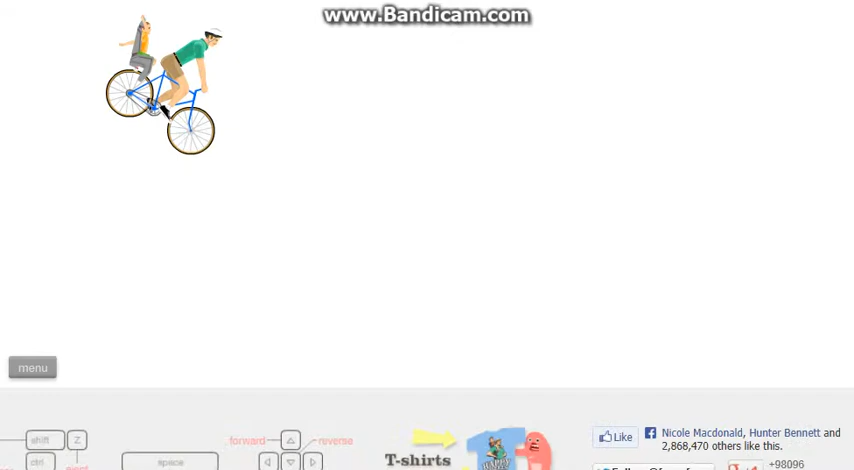 www.Bandicam.com
menu
shift Z
ctrl
space
forward
reverse
T-shirts
Like
Nicole Macdonald, Hunter Bennett and
2,868,470 others like this.
+98096